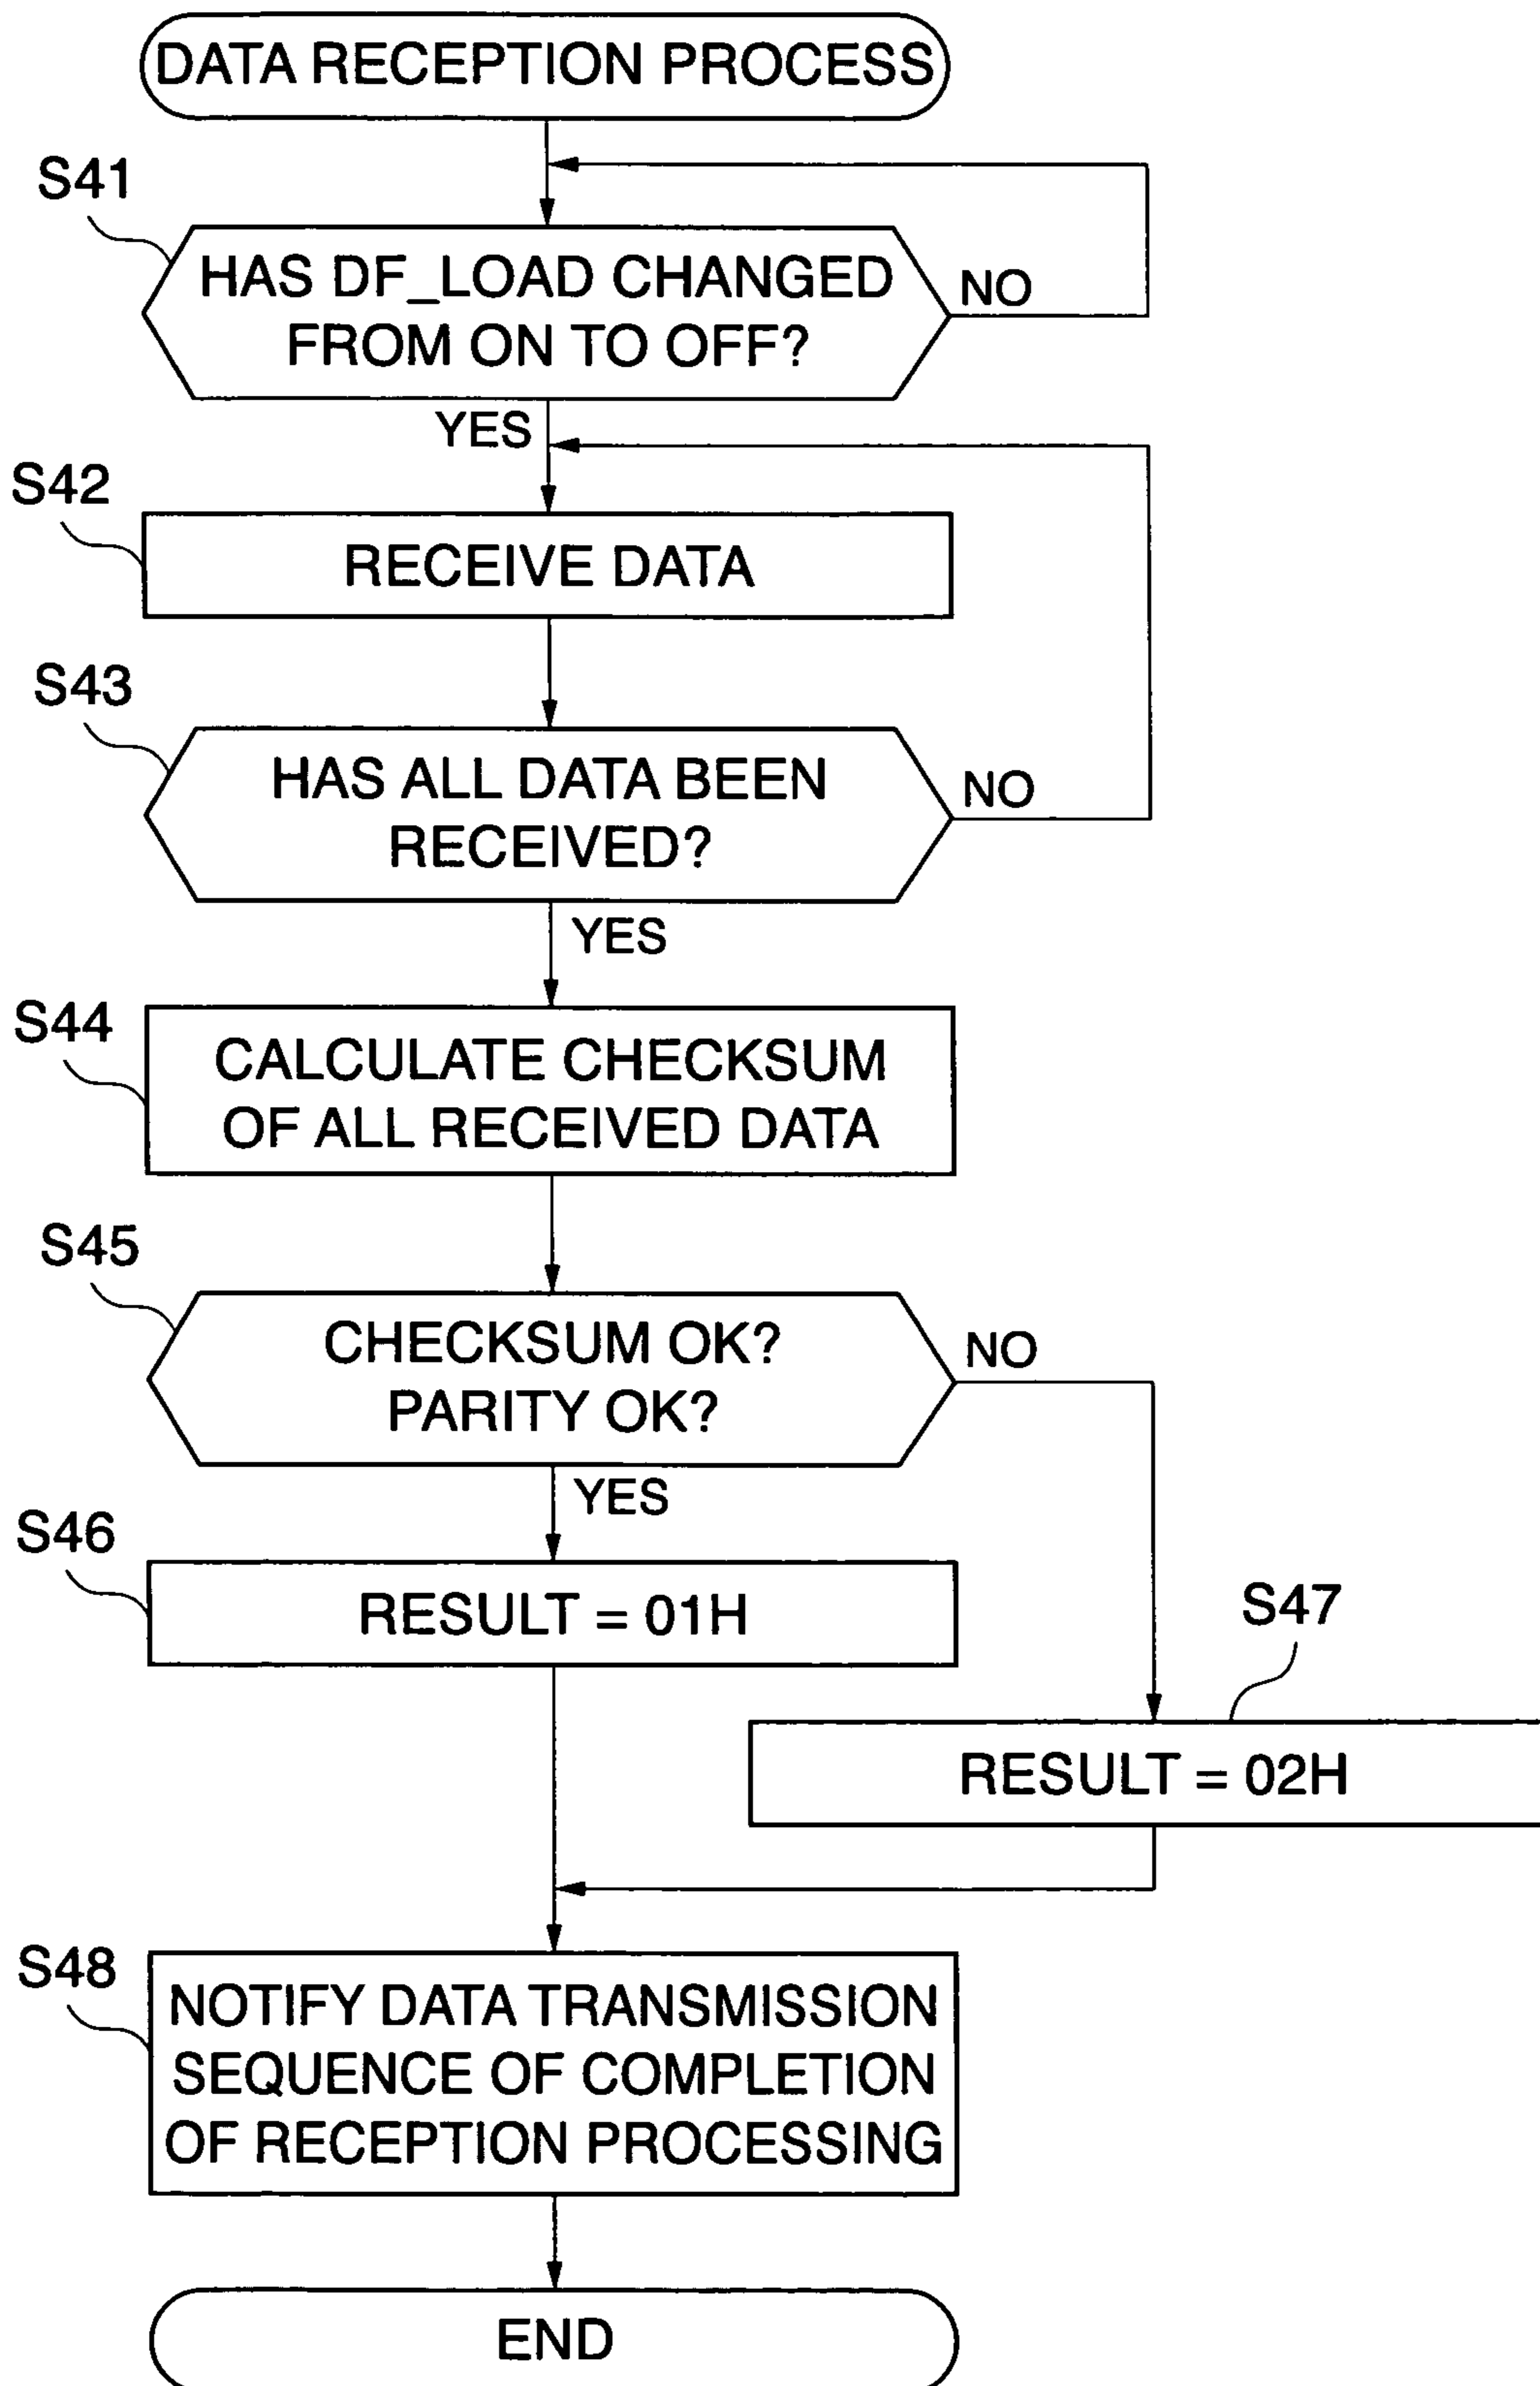 DATA RECEPTION PROCESS
S41
HAS DF_LOAD CHANGED
FROM ON TO OFF?
NO
YES
S42
RECEIVE DATA
S43
HAS ALL DATA BEEN
RECEIVED?
NO
YES
S44
CALCULATE CHECKSUM
OF ALL RECEIVED DATA
S45
CHECKSUM OK?
PARITY OK?
NO
YES
S46
RESULT = 01H
S47
RESULT = 02H
S48
NOTIFY DATA TRANSMISSION
SEQUENCE OF COMPLETION
OF RECEPTION PROCESSING
END